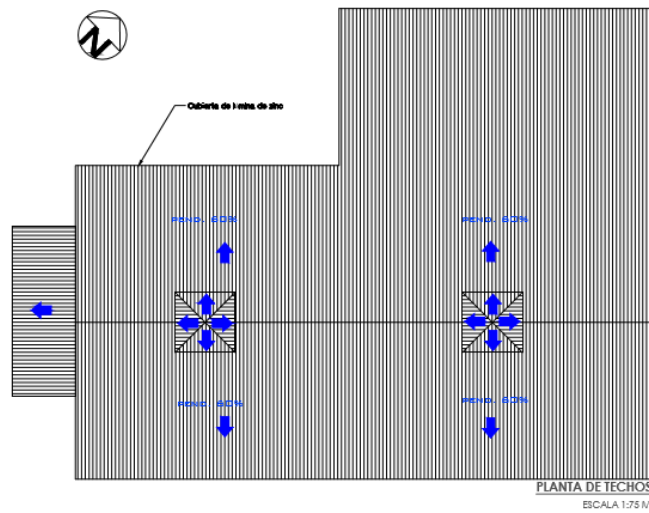 N
Cubierta de lamina de zinc
PEND. 60%
PEND. 60%
PEND. 60%
PEND. 60%
PLANTA DE TECHOS
ESCALA 1:75 M